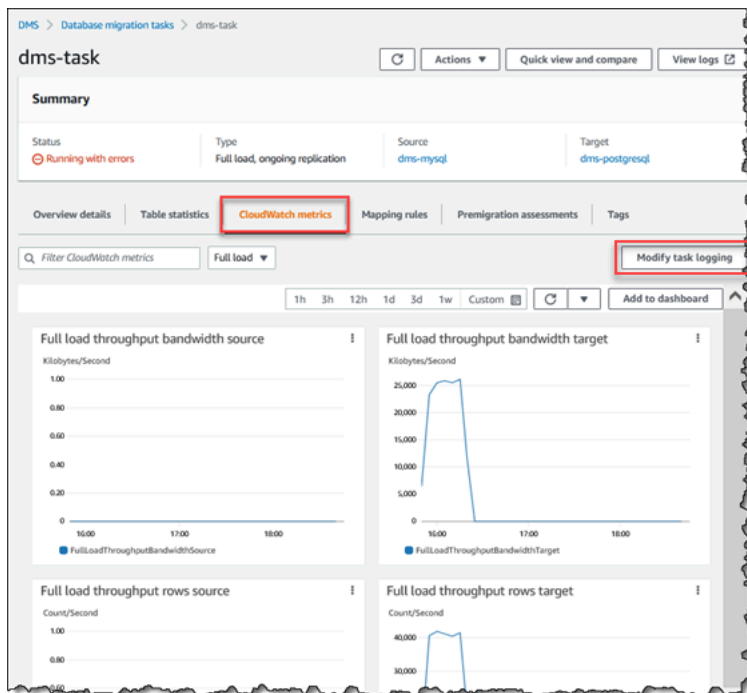 DMS > Database migration tasks > dms-task
dms-task
Actions ▼
Quick view and compare
View logs
Summary
Status
Type
Source
Target
Running with errors
Full load, ongoing replication
dms-mysql
dms-postgresql
Overview details
Table statistics
CloudWatch metrics
Mapping rules
Premigration assessments
Tags
Filter CloudWatch metrics
Full load ▼
Modify task logging
1h 3h 12h 1d 3d 1w Custom
Add to dashboard
Full load throughput bandwidth source
Kilobytes/Second
1.00
0.80
0.60
0.40
0.20
0
16:00 17:00 18:00
FullLoadThroughputBandwidthSource
Full load throughput bandwidth target
Kilobytes/Second
25,000
20,000
15,000
10,000
5,000
0
16:00 17:00 18:00
FullLoadThroughputBandwidthTarget
Full load throughput rows source
Count/Second
1.00
0.80
0.60
Full load throughput rows target
Count/Second
40,000
30,000